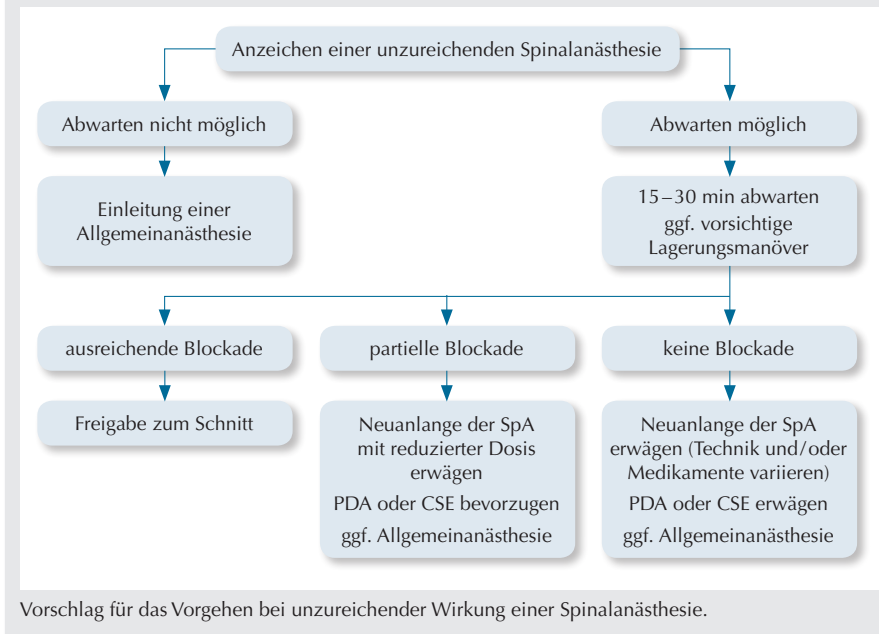 Anzeichen einer unzureichenden Spinalanästhesie
Abwarten nicht möglich
Abwarten möglich
Einleitung einer
Allgemeinanästhesie
15–30 min abwarten
ggf. vorsichtige
Lagerungsmanöver
ausreichende Blockade
partielle Blockade
keine Blockade
Freigabe zum Schnitt
Neuanlange der SpA
mit reduzierter Dosis
erwägen
PDA oder CSE bevorzugen
ggf. Allgemeinanästhesie
Neuanlange der SpA
erwägen (Technik und/oder
Medikamente variieren)
PDA oder CSE erwägen
ggf. Allgemeinanästhesie
Vorschlag für das Vorgehen bei unzureichender Wirkung einer Spinalanästhesie.